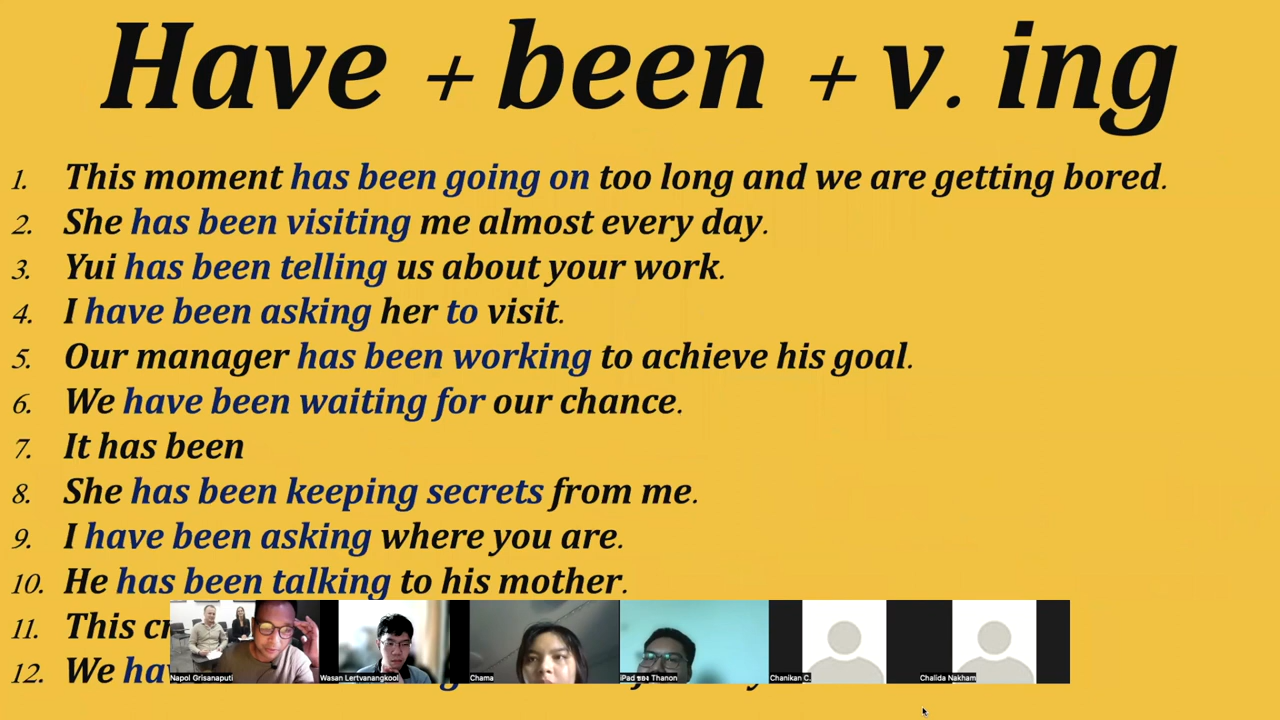 Have + been + v. ing
1. This moment has been going on too long and we are getting bored.
2. She has been visiting me almost every day.
3. Yui has been telling us about your work.
4. I have been asking her to visit.
5. Our manager has been working to achieve his goal.
6. We have been waiting for our chance.
7. It has been
8. She has been keeping secrets from me.
9. I have been asking where you are.
10. He has been talking to his mother.
11. This
12. We
Napol Grisanaputi Wasan Lertvanangkool Chama iPad ของ Thanon Chanikan C. Chalida Nakham